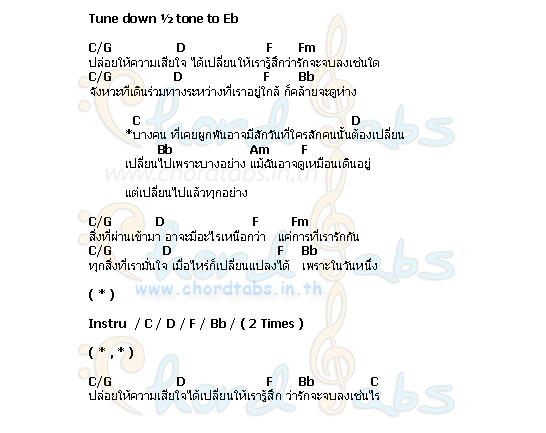 Tune down ½ tone to Eb
C/G D F Fm
ปล่อยให้ความเสียใจ ได้เปลี่ยนให้เรารู้สึกว่ารักจะจบลงเช่นใด
C/G D F Bb
จังหวะที่เดินร่วมทางระหว่างที่เราอยู่ใกล้ ก็คล้ายจะดูห่าง
C D
*บางคน ที่เคยผูกพันอาจมีสักวันที่ใครสักคนนั้นต้องเปลี่ยน
Bb Am F
เปลี่ยนไปเพราะบางอย่าง แม้ฉันอาจดูเหมือนเดินอยู่
www.chordtabs.in.th
แต่เปลี่ยนไปแล้วทุกอย่าง
C/G D F Fm
สิ่งที่ผ่านเข้ามา อาจะมีอะไรเหนือกว่า แค่การที่เรารักกัน
C/G D F Bb
ทุกสิ่งที่เรามั่นใจ เมื่อไหร่ก็เปลี่ยนแปลงได้ เพราะในวันหนึ่ง
www.chordtabs.in.th
( * )
Instru / C / D / F / Bb / ( 2 Times )
( * , * )
C/G D F Bb C
ปล่อยให้ความเสียใจได้เปลี่ยนให้เรารู้สึก ว่ารักจะจบลงเช่นไร